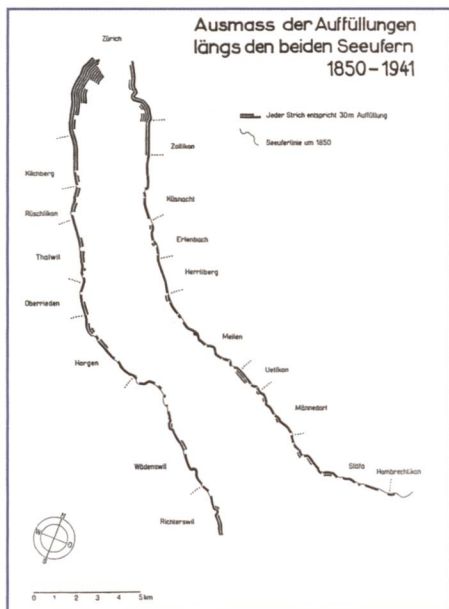 Ausmass der Auffüllungen
längs den beiden Seeufern
1850-1941
Zürich
Jeder Strich entspricht 30m Auffüllung
Seeuferlinie um 1850
Zollikon
Kilchberg
Küsnacht
Rüschlikon
Erlenbach
Thalwil
Herrliberg
Oberrieden
Meilen
Horgen
Uetikon
Männedorf
Wädenswil
Stäfa
Hombrechtikon
Richterswil
N
W
O
S
0 1 2 3 4 5 km